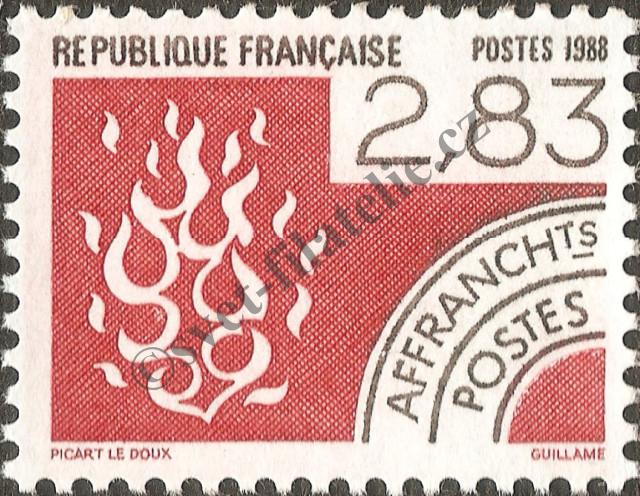 REPUBLIQUE FRANÇAISE
POSTES 1988
2,83
AFFRANCHTS
POSTES
PICART LE DOUX
GUILLAME
©svet-filatelie.cz